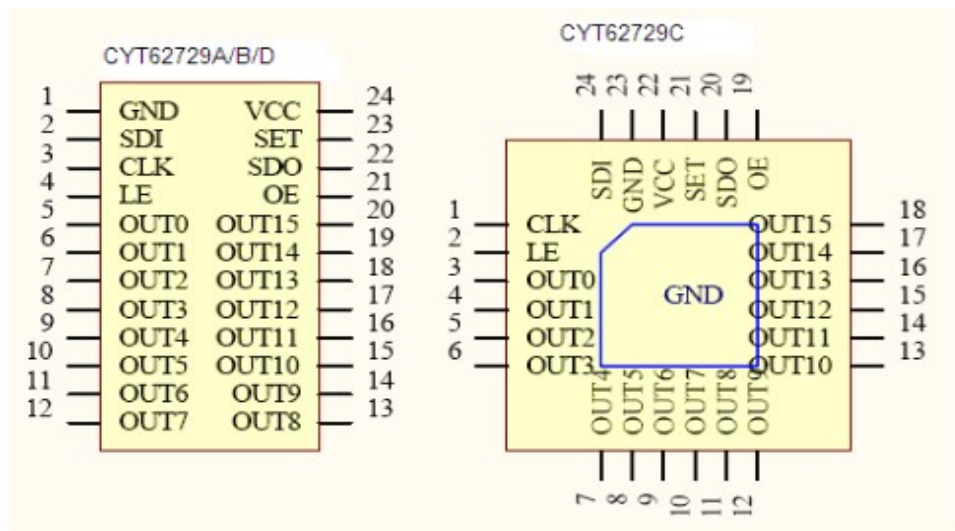 CYT62729A/B/D
1 GND VCC 24
2 SDI SET 23
3 CLK SDO 22
4 LE OE 21
5 OUT0 OUT15 20
6 OUT1 OUT14 19
7 OUT2 OUT13 18
8 OUT3 OUT12 17
9 OUT4 OUT11 16
10 OUT5 OUT10 15
11 OUT6 OUT9 14
12 OUT7 OUT8 13
CYT62729C
24 23 22 21 20 19
SDI GND VCC SET SDO OE
1 CLK OUT15 18
2 LE OUT14 17
3 OUT0 OUT13 16
GND
4 OUT1 OUT12 15
5 OUT2 OUT11 14
6 OUT3 OUT10 13
OUT4 OUT5 OUT6 OUT7 OUT8 OUT9
7 8 9 10 11 12